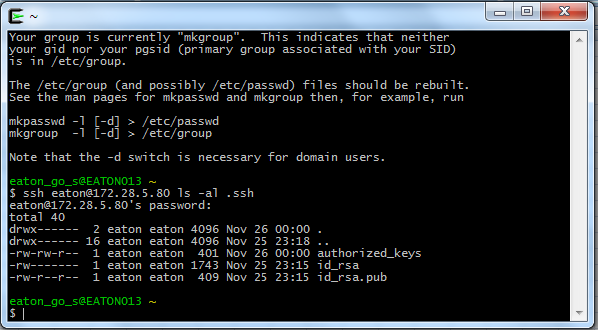 ~
Your group is currently "mkgroup".  This indicates that neither
your gid nor your pgsid (primary group associated with your SID)
is in /etc/group.
The /etc/group (and possibly /etc/passwd) files should be rebuilt.
See the man pages for mkpasswd and mkgroup then, for example, run
mkpasswd -l [-d] > /etc/passwd
mkgroup  -l [-d] > /etc/group
Note that the -d switch is necessary for domain users.
eaton_go_s@EATON013 ~
$ ssh eaton@172.28.5.80 ls -al .ssh
eaton@172.28.5.80's password:
total 40
drwx------  2 eaton eaton 4096 Nov 26 00:00 .
drwx------ 16 eaton eaton 4096 Nov 25 23:18 ..
-rw-rw-r--  1 eaton eaton  401 Nov 26 00:00 authorized_keys
-rw-------  1 eaton eaton 1743 Nov 25 23:15 id_rsa
-rw-r--r--  1 eaton eaton  409 Nov 25 23:15 id_rsa.pub
eaton_go_s@EATON013 ~
$